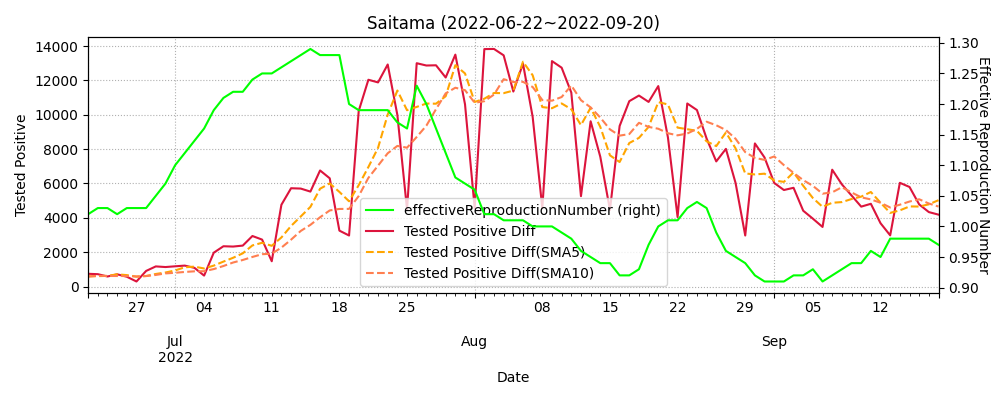 Saitama (2022-06-22~2022-09-20)
14000
12000
10000
8000
6000
4000
2000
0
Tested Positive
1.30
1.25
1.20
1.15
1.10
1.05
1.00
0.95
0.90
Effective Reproduction Number
effectiveReproductionNumber (right)
Tested Positive Diff
Tested Positive Diff(SMA5)
Tested Positive Diff(SMA10)
27 04 11 18 25 08 15 22 29 05 12
Jul Aug Sep
2022
Date